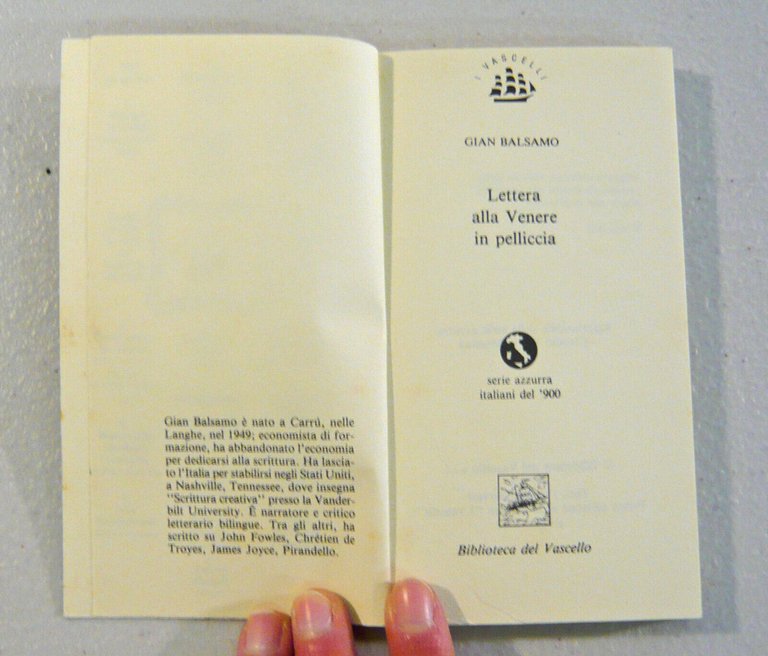 Gian Balsamo è nato a Carrú, nelle
Langhe, nel 1949; economista di for-
mazione, ha abbandonato l'economia
per dedicarsi alla scrittura. Ha lascia-
to l'Italia per stabilirsi negli Stati Uniti,
a Nashville, Tennessee, dove insegna
"Scrittura creativa" presso la Vander-
bilt University. È narratore e critico
letterario bilingue. Tra gli altri, ha
scritto su John Fowles, Chrétien de
Troyes, James Joyce, Pirandello.
I VASCELLI
GIAN BALSAMO
Lettera
alla Venere
in pelliccia
serie azzurra
italiani del '900
Biblioteca del Vascello